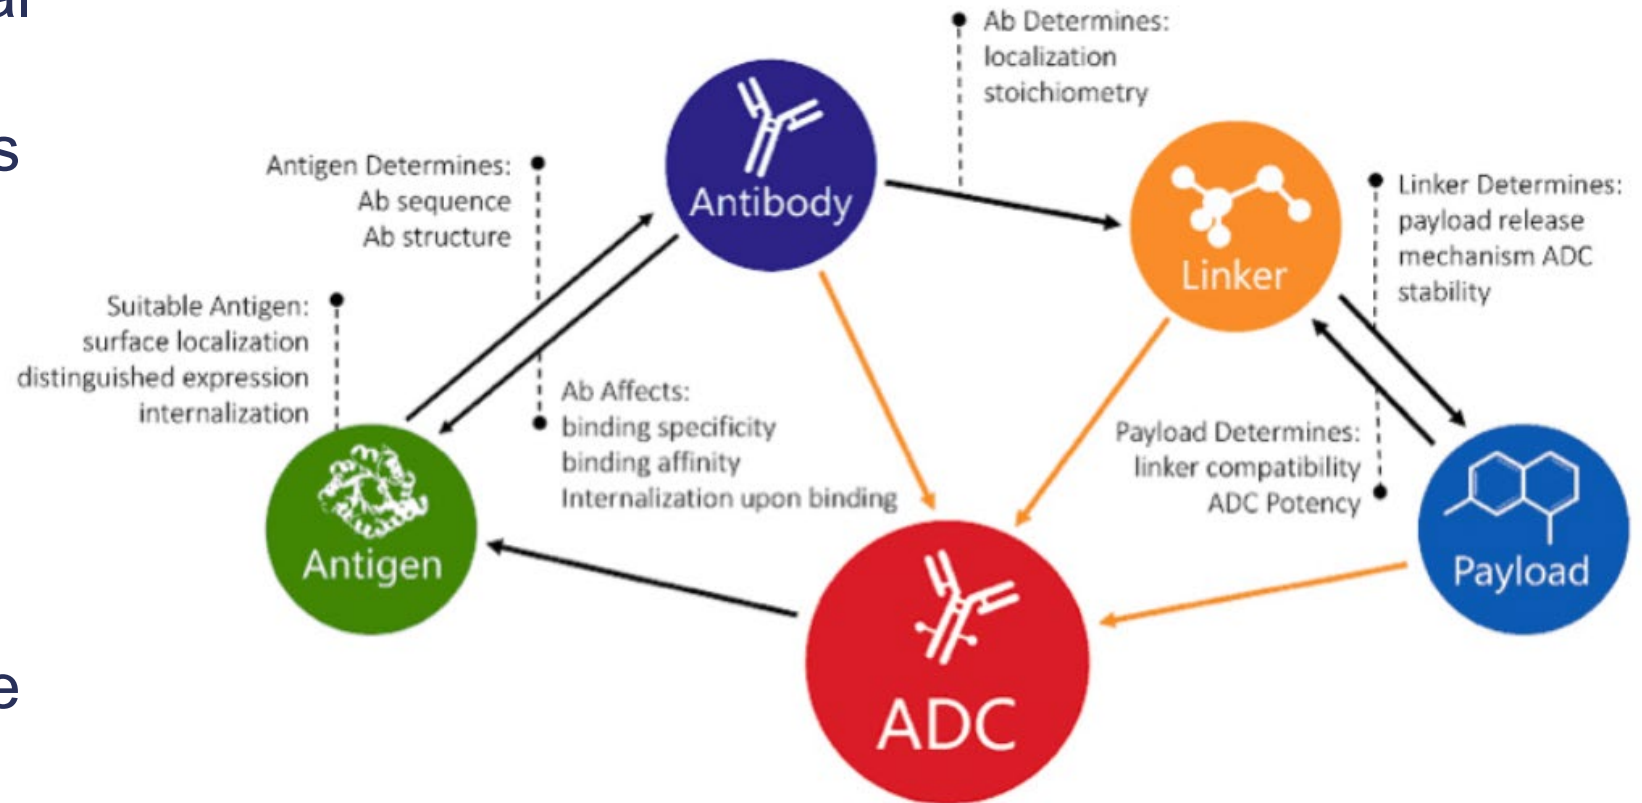 al
s
e
Ab Determines:
localization
stoichiometry
Antibody
Antigen Determines:
Ab sequence
Ab structure
Linker
Linker Determines:
payload release
mechanism ADC
stability
Suitable Antigen:
surface localization
distinguished expression
internalization
Ab Affects:
binding specificity
binding affinity
Internalization upon binding
Payload Determines:
linker compatibility
ADC Potency
Antigen
Payload
ADC